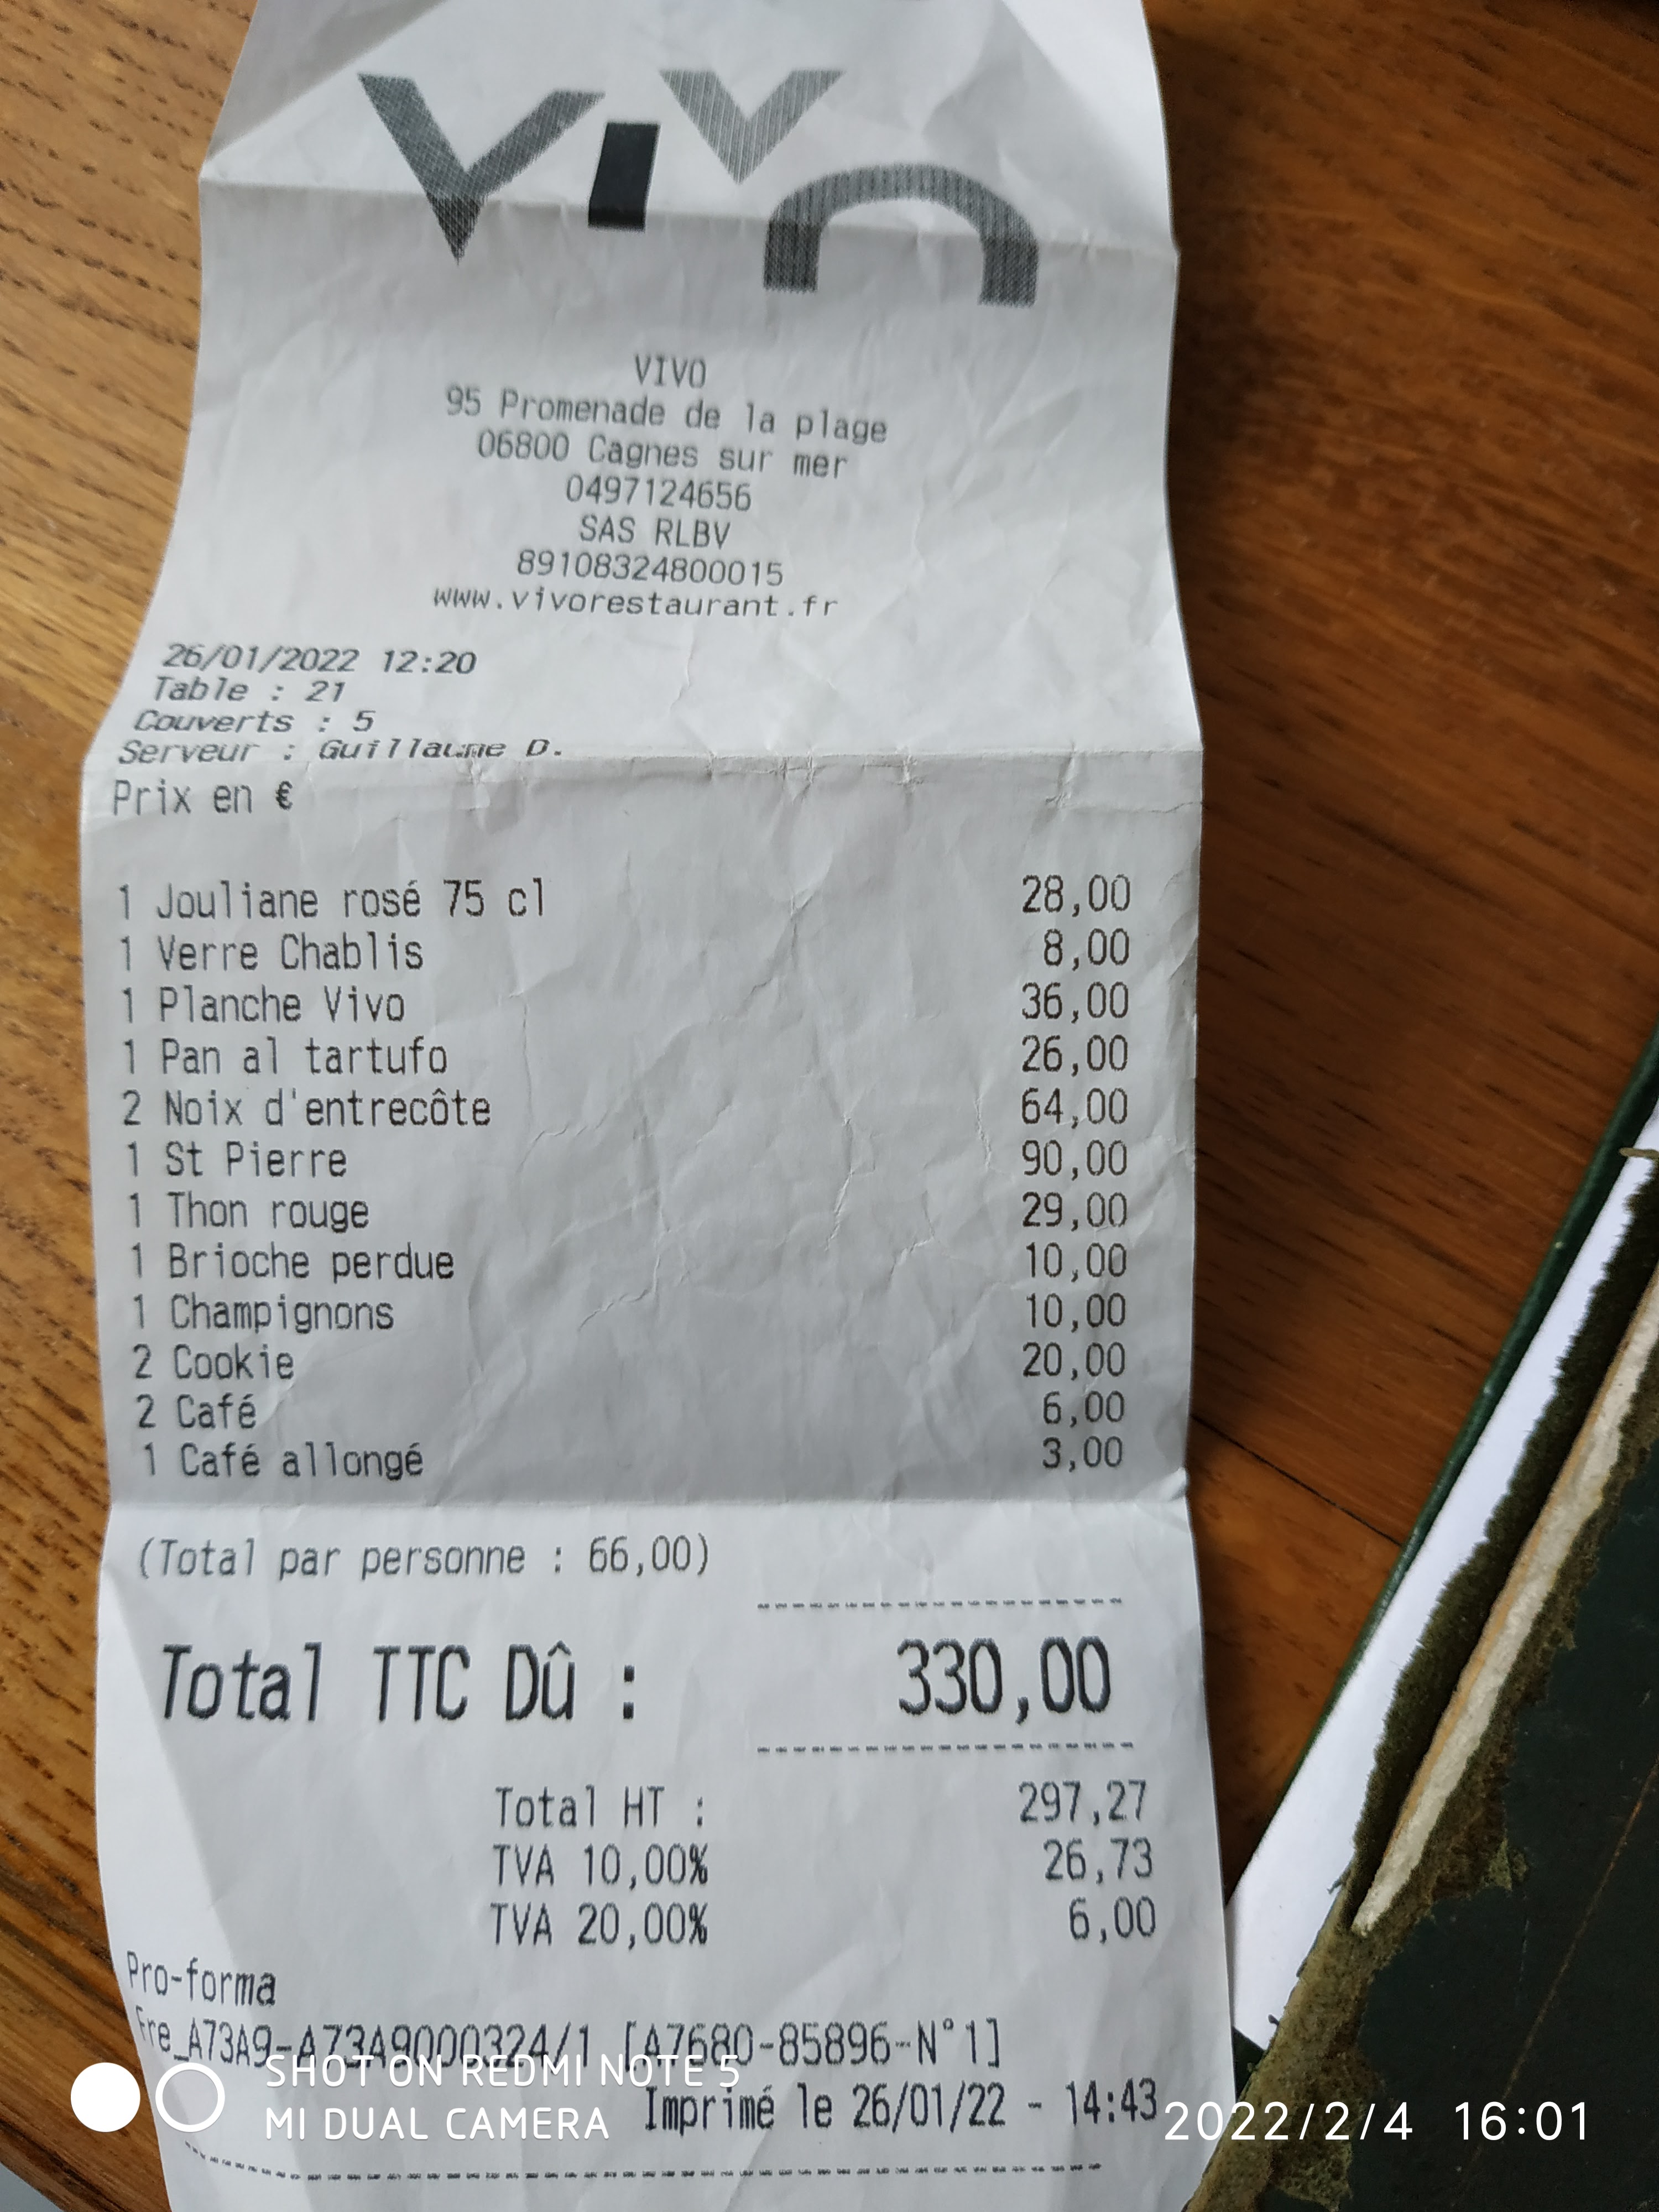 VIVO
VIVO
95 Promenade de la plage
06800 Cagnes sur mer
0497124656
SAS RLBV
89108324800015
www.vivorestaurant.fr
26/01/2022 12:20
Table : 21
Couverts : 5
Serveur : Guillaume D.
Prix en €
1 Jouliane rosé 75 cl 28,00
1 Verre Chablis 8,00
1 Planche Vivo 36,00
1 Pan al tartufo 26,00
2 Noix d'entrecôte 64,00
1 St Pierre 90,00
1 Thon rouge 29,00
1 Brioche perdue 10,00
1 Champignons 10,00
2 Cookie 20,00
2 Café 6,00
1 Café allongé 3,00
(Total par personne : 66,00)
Total TTC Dû : 330,00
Total HT : 297,27
TVA 10,00% 26,73
TVA 20,00% 6,00
Pro-forma
Fre_A73A9-A73A9000324/1 [A7680-85896-N°1]
SHOT ON REDMI NOTE 5
MI DUAL CAMERA
Imprimé le 26/01/22 - 14:43
2022/2/4 16:01